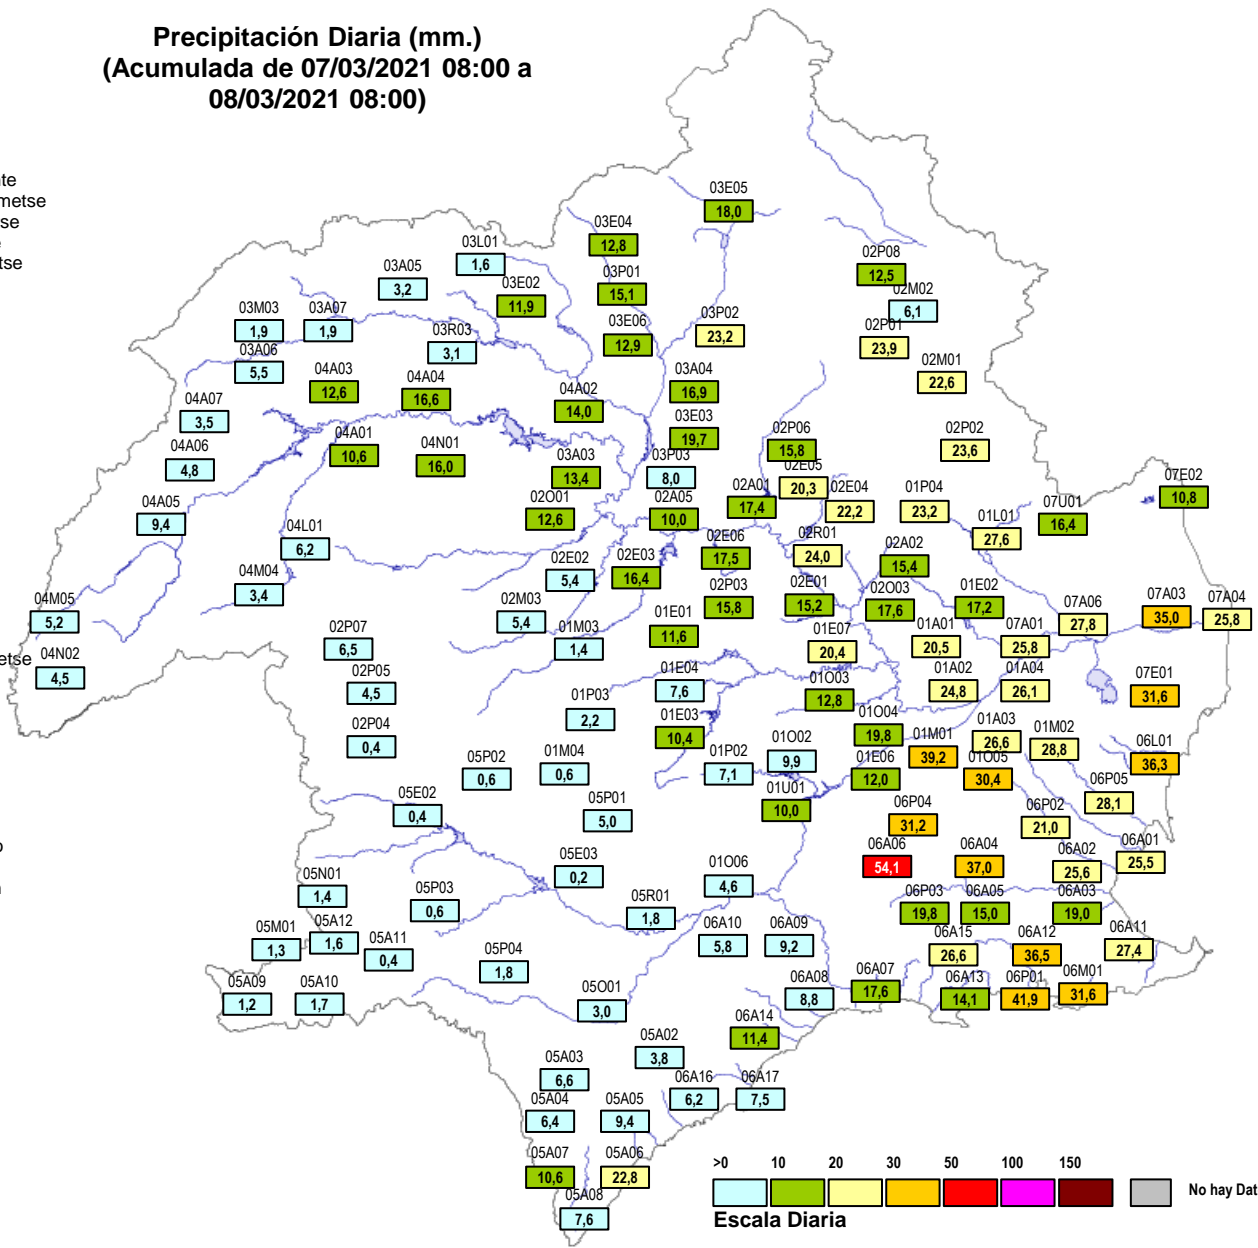 Precipitación Diaria (mm.)
(Acumulada de 07/03/2021 08:00 a
08/03/2021 08:00)
nte
metse
tse
e
tse
etse
o
n
03E05
18,0
03E04
12,8
03L01
1,6
02P08
12,5
03A05
3,2
03P01
15,1
03E02
11,9
02M02
6,1
03M03
1,9
03A07
1,9
03P02
23,2
03E06
12,9
03R03
3,1
02P01
23,9
03A06
5,5
02M01
22,6
04A03
12,6
04A04
16,6
04A02
14,0
03A04
16,9
04A07
3,5
03E03
19,7
04A01
10,6
04N01
16,0
02P06
15,8
02P02
23,6
04A06
4,8
03A03
13,4
03P03
8,0
02E05
20,3
07E02
10,8
02A01
17,4
02E04
22,2
01P04
23,2
04A05
9,4
02O01
12,6
02A05
10,0
07U01
16,4
01L01
27,6
04L01
6,2
02E06
17,5
02R01
24,0
02A02
15,4
02E02
5,4
02E03
16,4
04M04
3,4
02P03
15,8
02E01
15,2
02O03
17,6
01E02
17,2
04M05
5,2
02M03
5,4
07A06
27,8
07A03
35,0
07A04
25,8
01E01
11,6
02P07
6,5
01M03
1,4
01E07
20,4
01A01
20,5
07A01
25,8
04N02
4,5
02P05
4,5
01E04
7,6
01O03
12,8
01A02
24,8
01A04
26,1
07E01
31,6
01P03
2,2
02P04
0,4
01E03
10,4
01O04
19,8
01A03
26,6
01M02
28,8
01M01
39,2
05P02
0,6
01M04
0,6
01P02
7,1
01O02
9,9
01E06
12,0
01O05
30,4
06L01
36,3
06P05
28,1
05E02
0,4
05P01
5,0
01U01
10,0
06P04
31,2
06P02
21,0
05E03
0,2
06A06
54,1
06A04
37,0
06A02
25,6
06A01
25,5
05N01
1,4
05P03
0,6
01O06
4,6
05R01
1,8
06P03
19,8
06A05
15,0
06A03
19,0
05M01
1,3
05A12
1,6
05A11
0,4
06A10
5,8
06A09
9,2
06A15
26,6
06A12
36,5
06A11
27,4
05P04
1,8
05A09
1,2
05A10
1,7
05O01
3,0
06A08
8,8
06A07
17,6
06A13
14,1
06P01
41,9
06M01
31,6
06A14
11,4
05A02
3,8
05A03
6,6
06A16
6,2
06A17
7,5
05A04
6,4
05A05
9,4
05A07
10,6
05A06
22,8
05A08
7,6
>0 10 20 30 50 100 150
No hay Dat
Escala Diaria